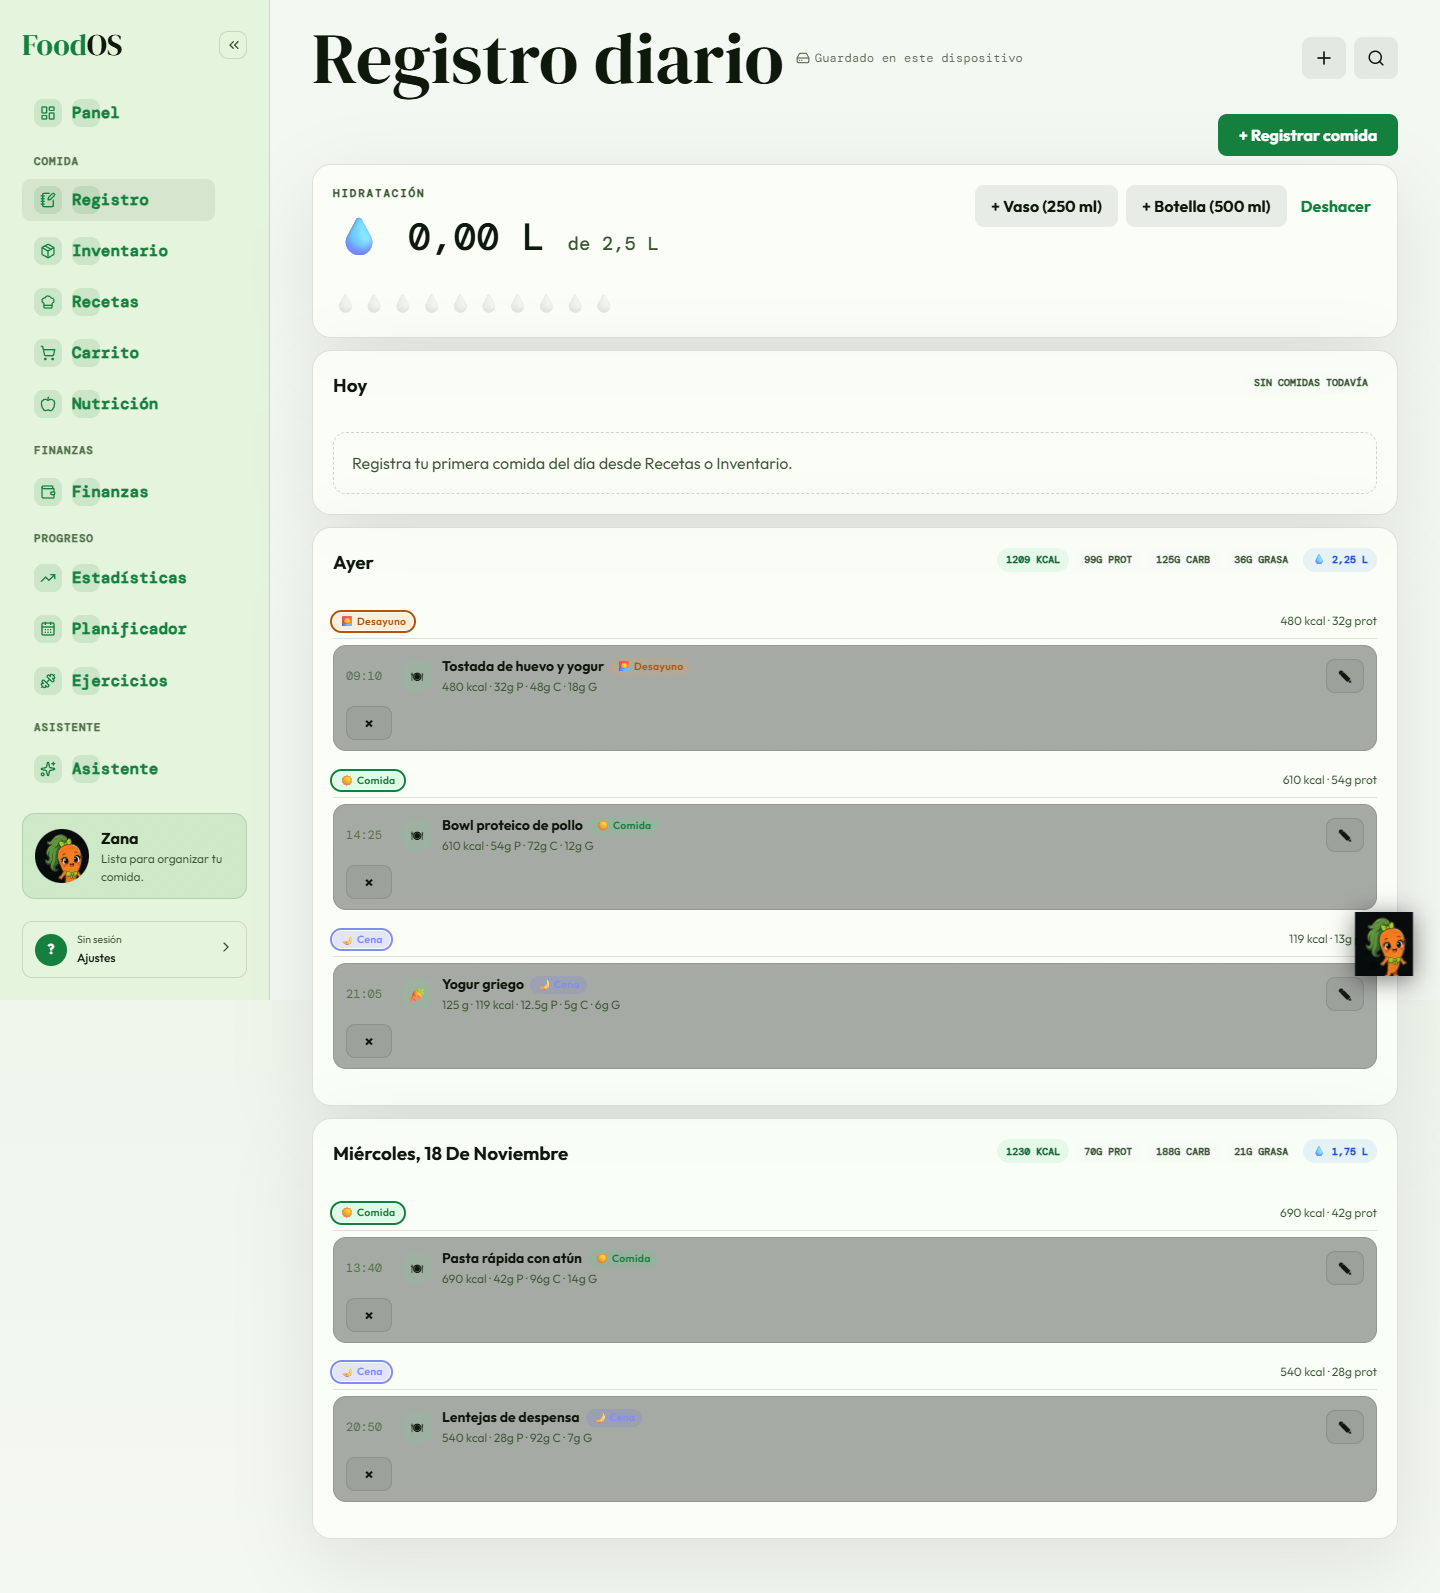 FoodOS
Panel
COMIDA
Registro
Inventario
Recetas
Carrito
Nutrición
FINANZAS
Finanzas
PROGRESO
Estadísticas
Planificador
Ejercicios
ASISTENTE
Asistente
Zana
Lista para organizar tu
comida.
?
Sin sesión
Ajustes
Registro diario
Guardado en este dispositivo
+ Registrar comida
HIDRATACIÓN
0,00 L de 2,5 L
+ Vaso (250 ml)
+ Botella (500 ml)
Deshacer
Hoy
SIN COMIDAS TODAVÍA
Registra tu primera comida del día desde Recetas o Inventario.
Ayer
1209 KCAL 99G PROT 125G CARB 36G GRASA 2,25 L
Desayuno
480 kcal · 32g prot
09:10
Tostada de huevo y yogur Desayuno
480 kcal · 32g P · 48g C · 18g G
×
Comida
610 kcal · 54g prot
14:25
Bowl proteico de pollo Comida
610 kcal · 54g P · 72g C · 12g G
×
Cena
119 kcal · 13g
21:05
Yogur griego Cena
125 g · 119 kcal · 12.5g P · 5g C · 6g G
×
Miércoles, 18 De Noviembre
1230 KCAL 70G PROT 188G CARB 21G GRASA 1,75 L
Comida
690 kcal · 42g prot
13:40
Pasta rápida con atún Comida
690 kcal · 42g P · 96g C · 14g G
×
Cena
540 kcal · 28g prot
20:50
Lentejas de despensa Cena
540 kcal · 28g P · 92g C · 7g G
×